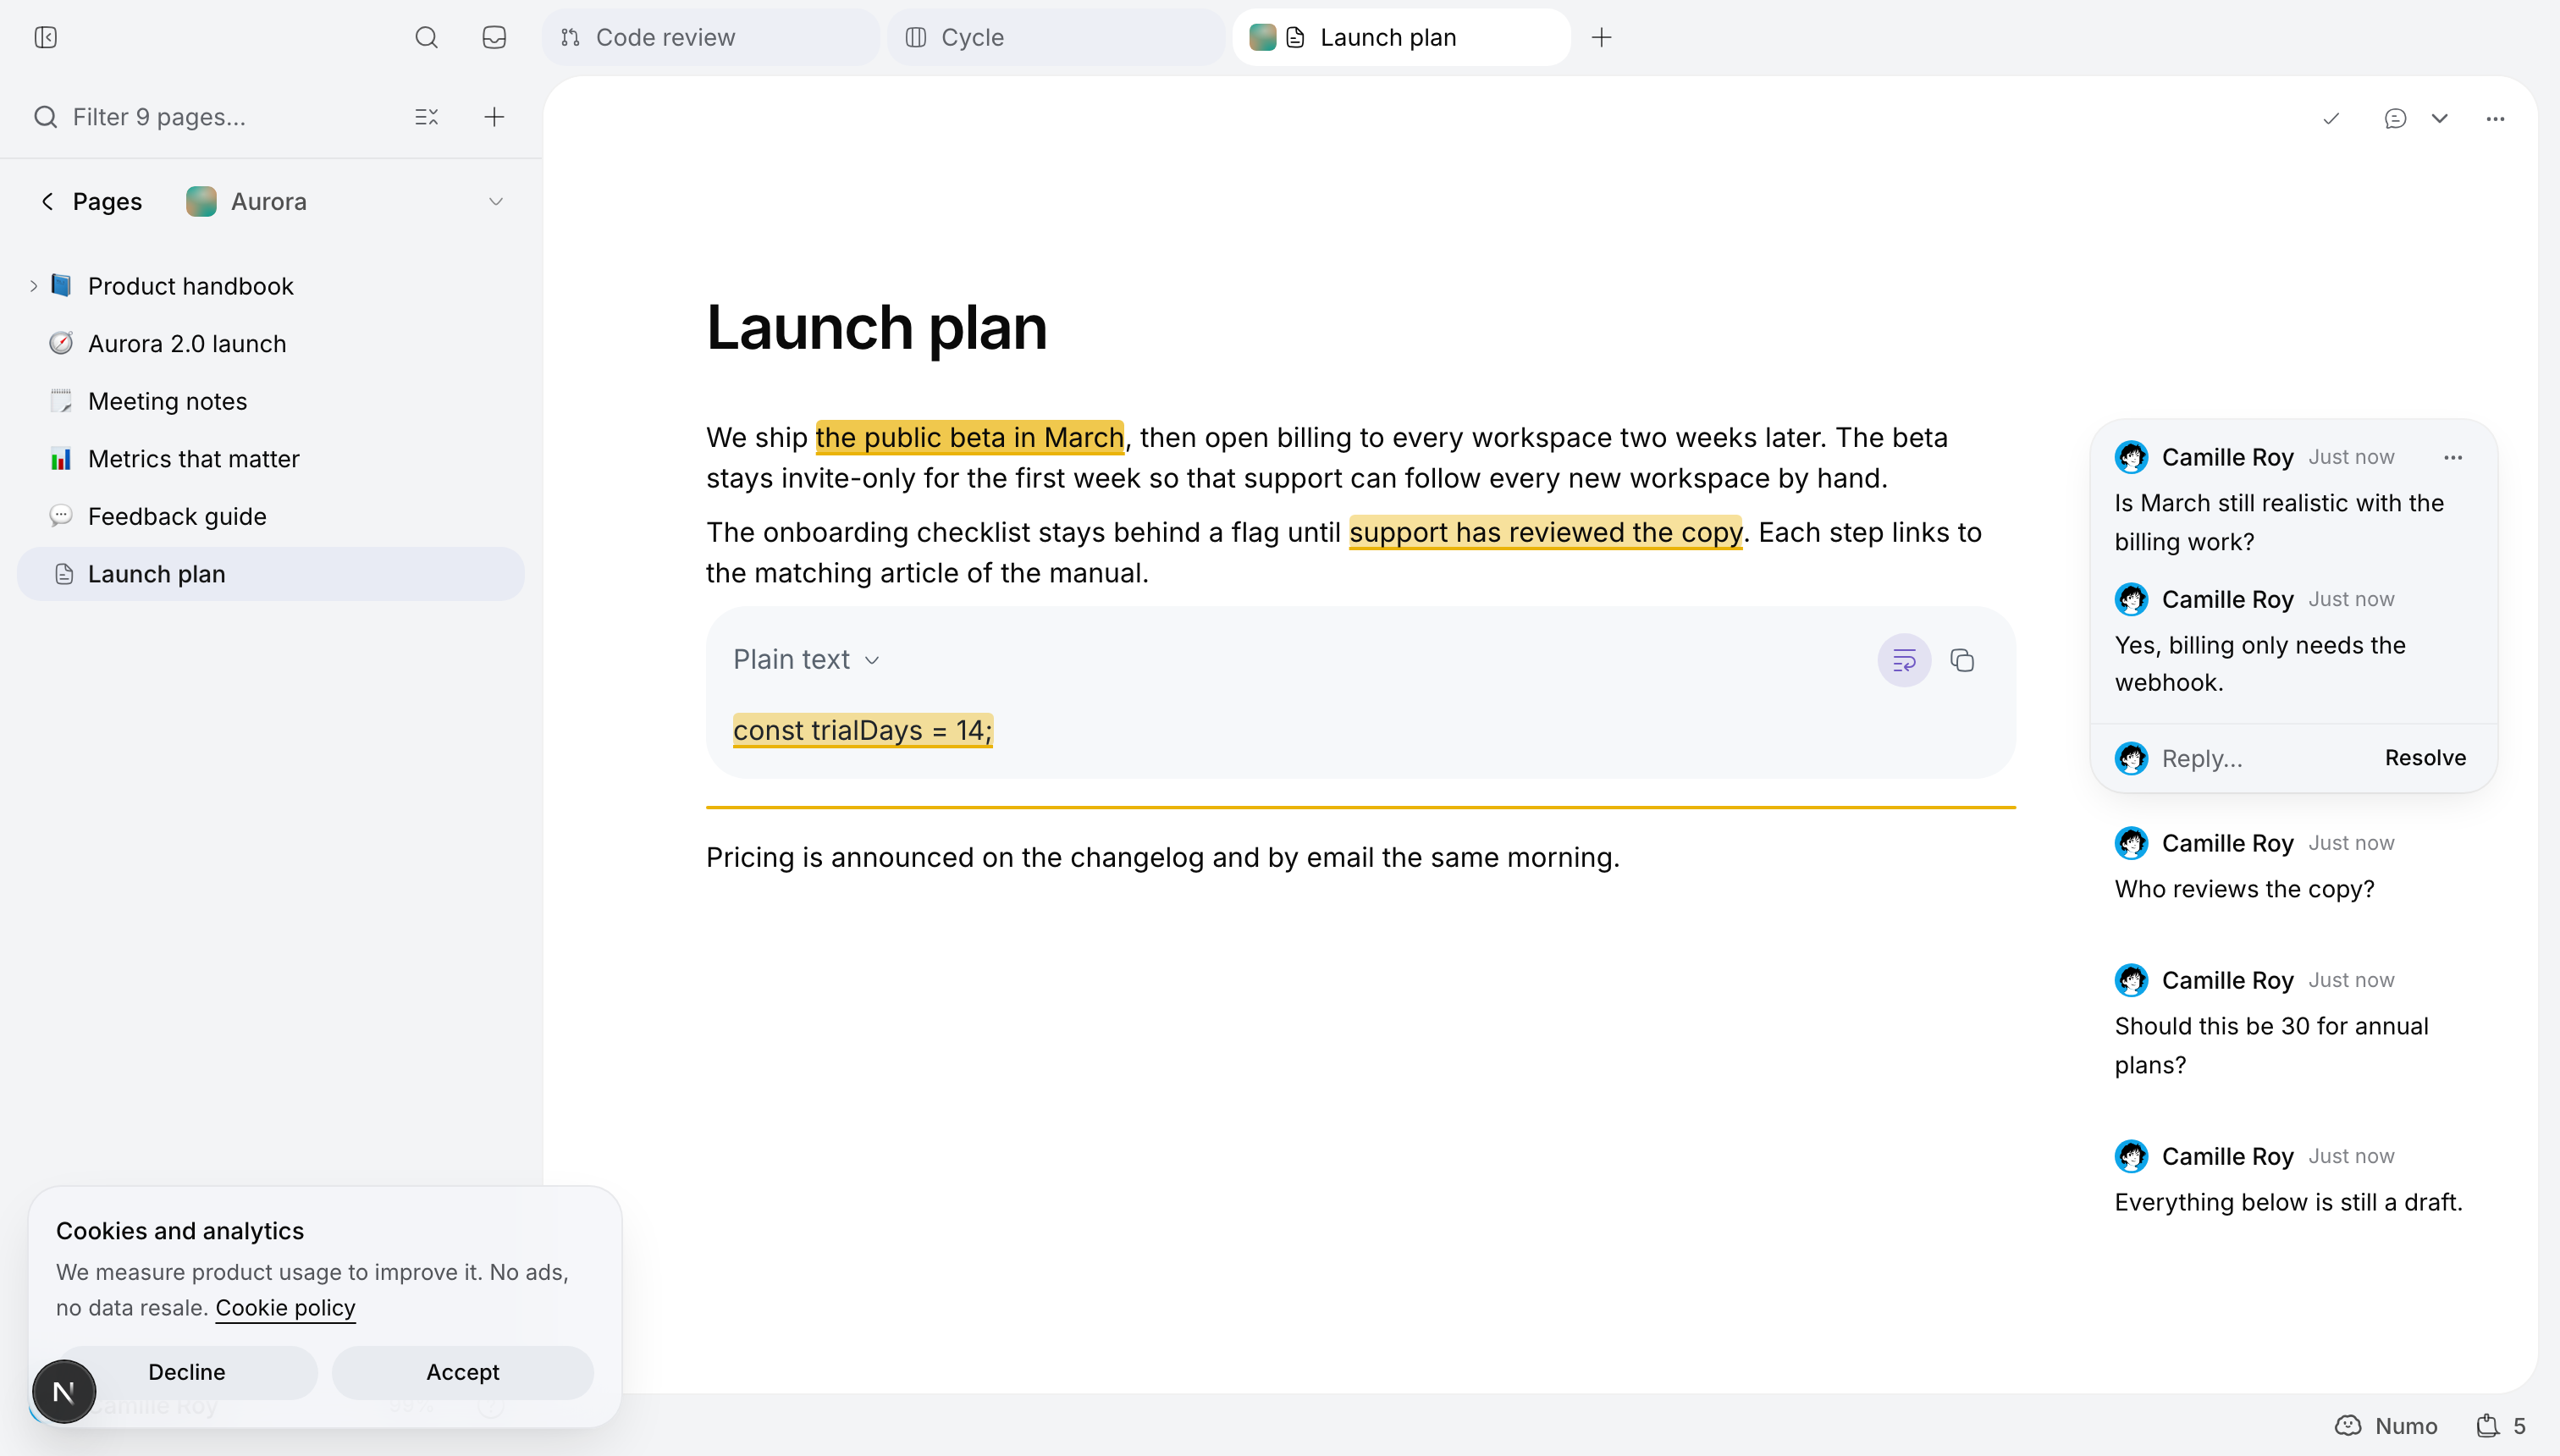 Code review
Cycle
Launch plan
Filter 9 pages...
Pages
Aurora
Product handbook
Aurora 2.0 launch
Meeting notes
Metrics that matter
Feedback guide
Launch plan
Launch plan
We ship the public beta in March, then open billing to every workspace two weeks later. The beta
stays invite-only for the first week so that support can follow every new workspace by hand.
The onboarding checklist stays behind a flag until support has reviewed the copy. Each step links to
the matching article of the manual.
Plain text
const trialDays = 14;
Pricing is announced on the changelog and by email the same morning.
Camille Roy Just now
Is March still realistic with the
billing work?
Camille Roy Just now
Yes, billing only needs the
webhook.
Reply...
Resolve
Camille Roy Just now
Who reviews the copy?
Camille Roy Just now
Should this be 30 for annual
plans?
Camille Roy Just now
Everything below is still a draft.
Cookies and analytics
We measure product usage to improve it. No ads,
no data resale. Cookie policy
Decline
Accept
N
Camille Roy
Numo
5